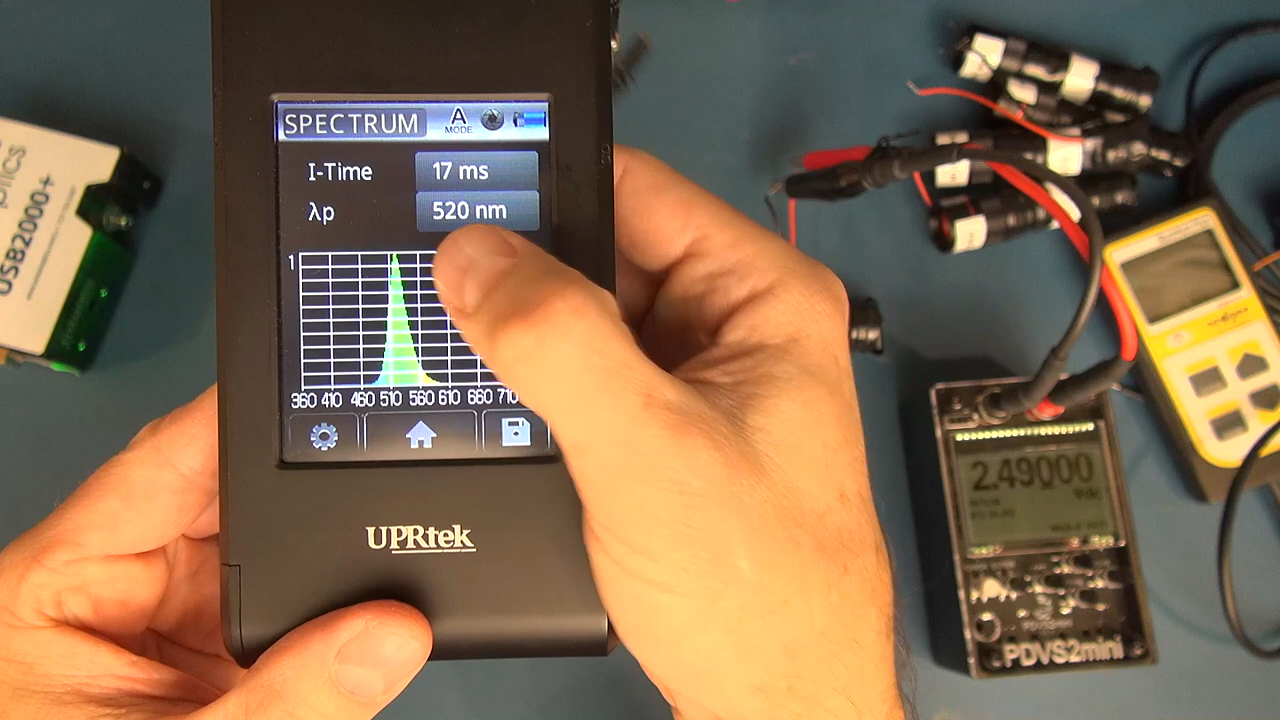 SPECTRUM
A
MODE
I-Time
17 ms
λp
520 nm
1
360 410 460 510 560 610 660 710
UPRtek
USB2000+
2.49000
PDVS2mini